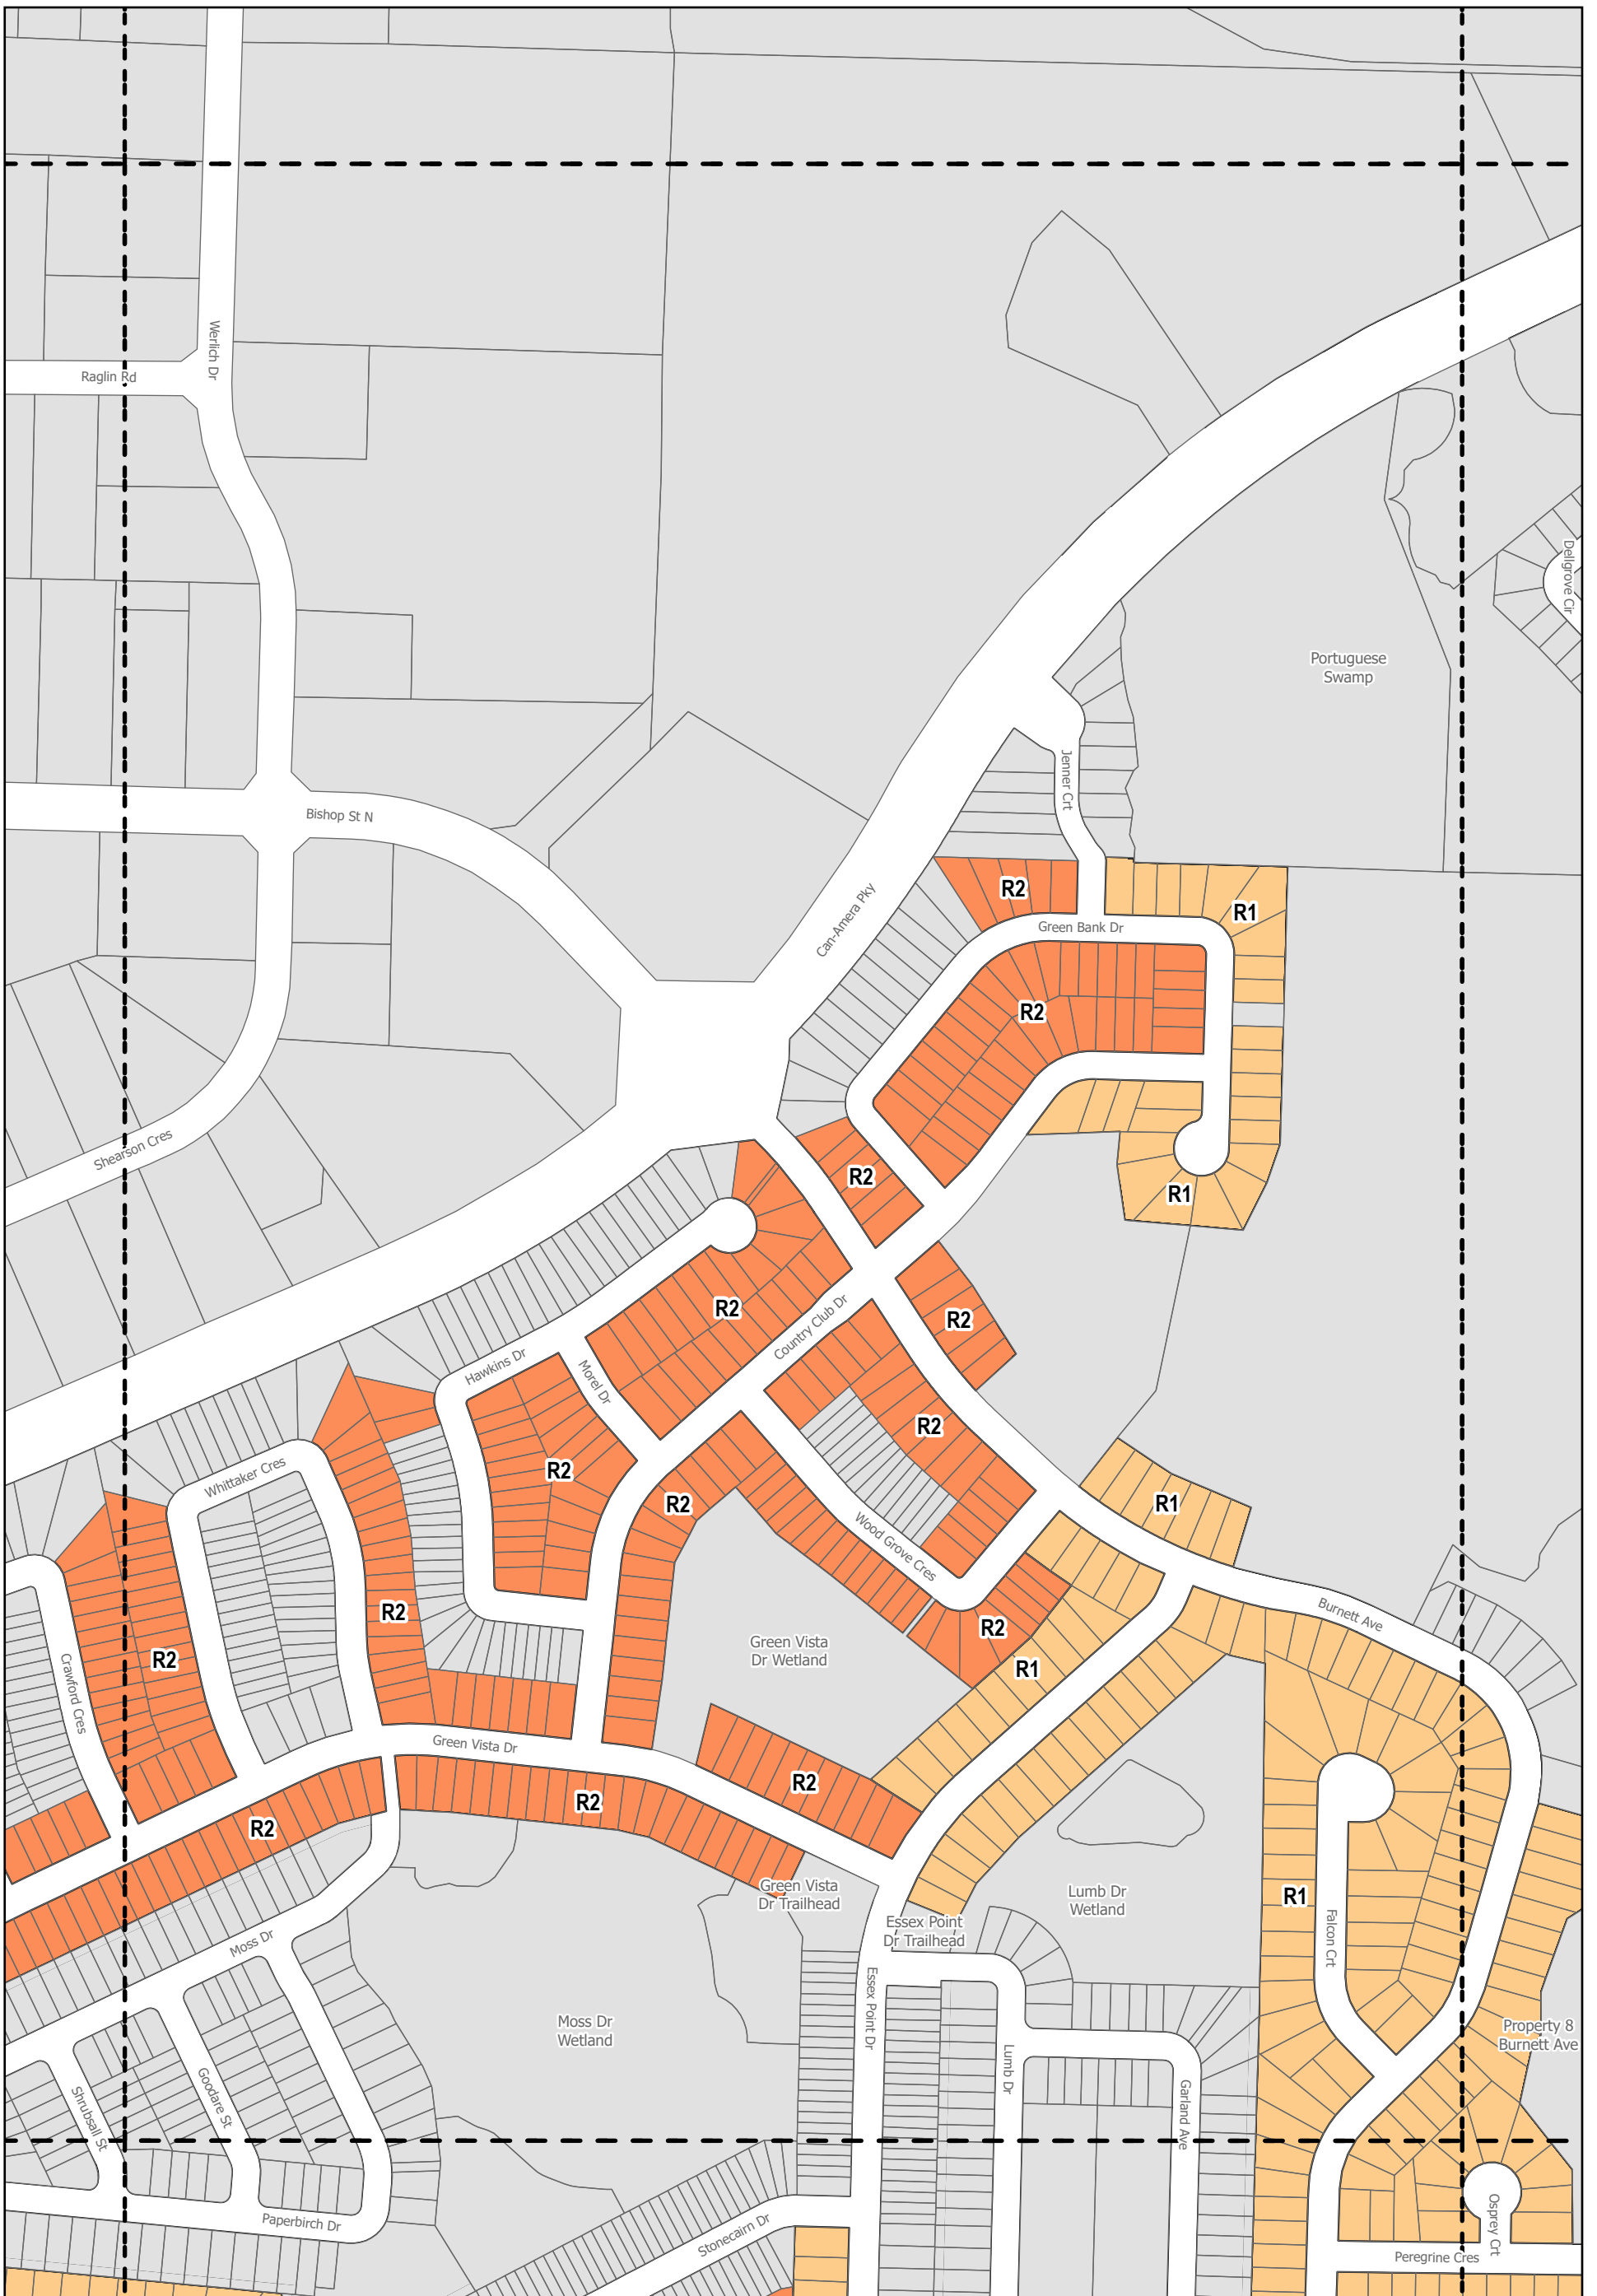 Werlich Dr
Raglin Rd
Dellgrove Cir
Portuguese
Swamp
Jenner Crt
Bishop St N
R2
Can-Amera Pky
R1
Green Bank Dr
R2
Shearson Cres
R2
R1
R2
R2
Country Club Dr
Hawkins Dr
Morel Dr
R2
R2
Whittaker Cres
R2
R1
Wood Grove Cres
R2
Burnett Ave
R2
Green Vista
Dr Wetland
R2
R1
Crawford Cres
Green Vista Dr
R2
R2
R2
Green Vista
Dr Trailhead
R1
Lumb Dr
Wetland
Essex Point
Dr Trailhead
Falcon Crt
Moss Dr
Essex Point Dr
Moss Dr
Wetland
Property 8
Burnett Ave
Lumb Dr
Goodare St
Shrubsall St
Garland Ave
Paperbirch Dr
Stonecairn Dr
Osprey Crt
Peregrine Cres